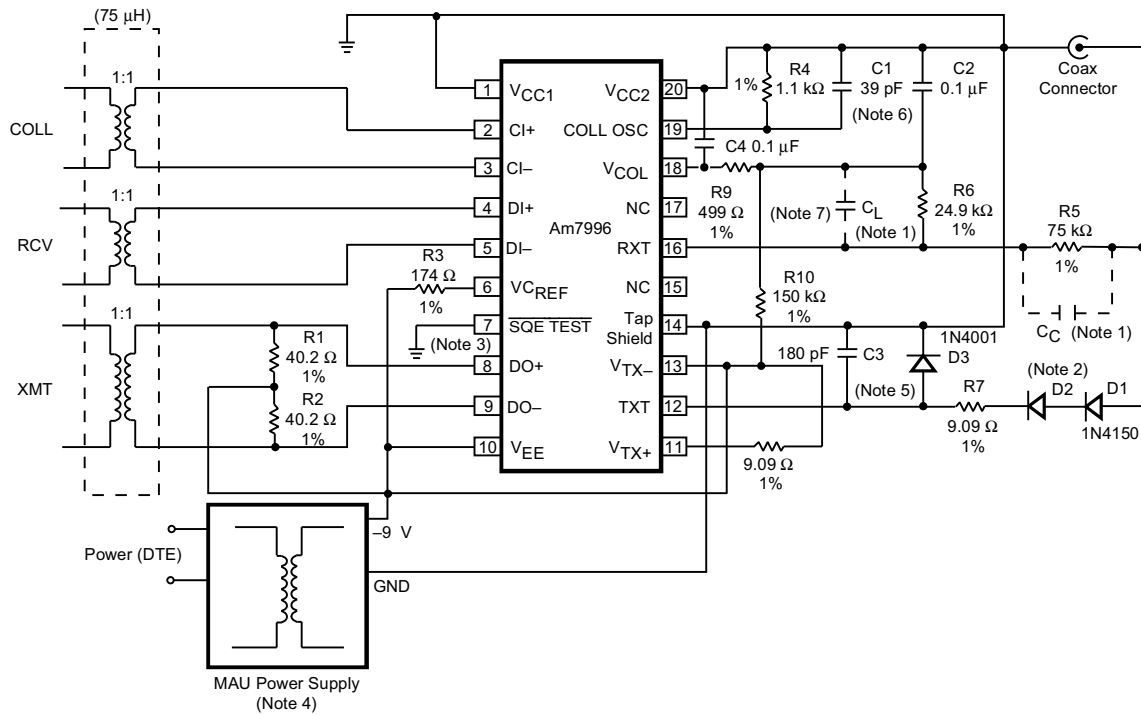 (75 µH)
1:1
COLL
1:1
RCV
1:1
XMT
R1
40.2 Ω
1%
R2
40.2 Ω
1%
R3
174 Ω
1%
(Note 3)
1 VCC1
2 CI+
3 CI–
4 DI+
5 DI–
6 VCREF
7 SQE TEST
8 DO+
9 DO–
10 VEE
Am7996
VCC2 20
COLL OSC 19
VCOL 18
NC 17
RXT 16
NC 15
Tap
Shield 14
VTX– 13
TXT 12
VTX+ 11
1%
R4
1.1 kΩ
C1
39 pF
(Note 6)
C2
0.1 µF
Coax
Connector
C4 0.1 µF
R9
499 Ω
1%
(Note 7)
CL
(Note 1)
R6
24.9 kΩ
1%
R5
75 kΩ
1%
CC (Note 1)
R10
150 kΩ
1%
180 pF
C3
(Note 5)
1N4001
D3
(Note 2)
D2
D1
1N4150
R7
9.09 Ω
1%
9.09 Ω
1%
–9 V
GND
Power (DTE)
MAU Power Supply
(Note 4)